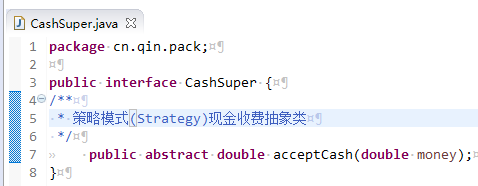 CashSuper.java
1 package cn.qin.pack;
2
3 public interface CashSuper {
4 /**
5 * 策略模式(Strategy)现金收费抽象类
6 */
7 public abstract double acceptCash(double money);
8 }